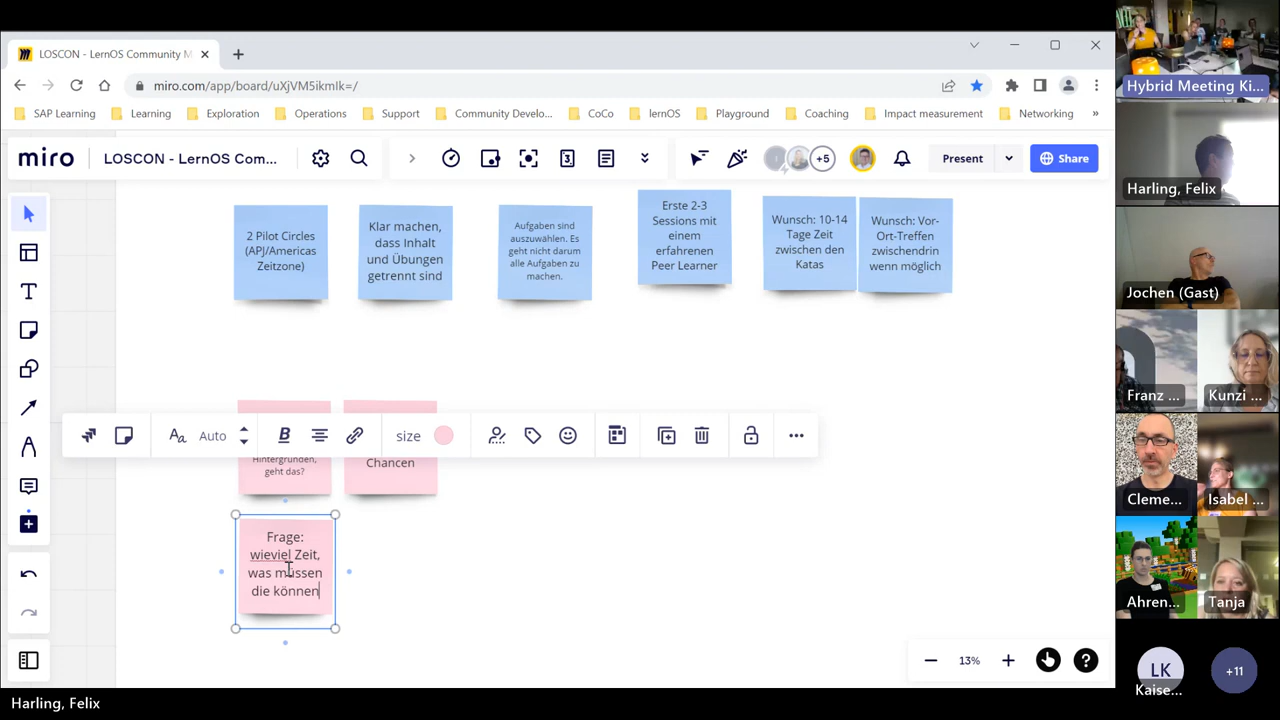 LOSCON - LernOS Community M
miro.com/app/board/uXjVM5ikmIk=/
SAP Learning
Learning
Exploration
Operations
Support
Community Develo...
CoCo
lernOS
Playground
Coaching
Impact measurement
Networking
»
miro
LOSCON - LernOS Com...
3
+5
Present
Share
2 Pilot Circles
(APJ/Americas
Zeitzone)
Klar machen,
dass Inhalt
und Übungen
getrennt sind
Aufgaben sind
auszuwählen. Es
geht nicht darum
alle Aufgaben zu
machen.
Erste 2-3
Sessions mit
einem
erfahrenen
Peer Learner
Wunsch: 10-14
Tage Zeit
zwischen den
Katas
Wunsch: Vor-
Ort-Treffen
zwischendrin
wenn möglich
Aa
Auto
B
size
Hintergründen,
geht das?
Chancen
Frage:
wieviel Zeit,
was müssen
die können
13%
?
Harling, Felix
Hybrid Meeting Ki...
Harling, Felix
Jochen (Gast)
Franz ...
Kunzi ...
Cleme...
Isabel ...
Ahren...
Tanja
LK
Kaise...
+11